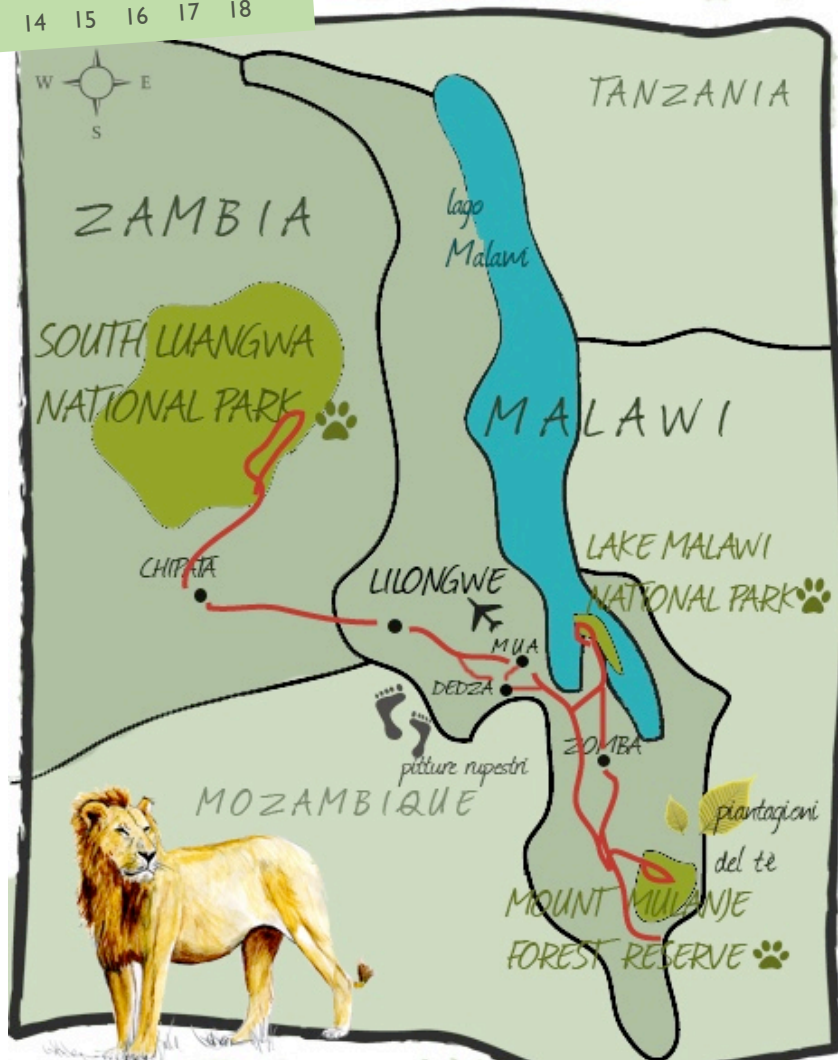 14 15 16 17 18
W E
S
TANZANIA
ZAMBIA
lago
Malawi
SOUTH LUANGWA
NATIONAL PARK
MALAWI
LAKE MALAWI
NATIONAL PARK
CHIPATA
LILONGWE
MUA
DEDZA
ZOMBA
pitture rupestri
MOZAMBIQUE
piantagioni
del tè
MOUNT MULANJE
FOREST RESERVE